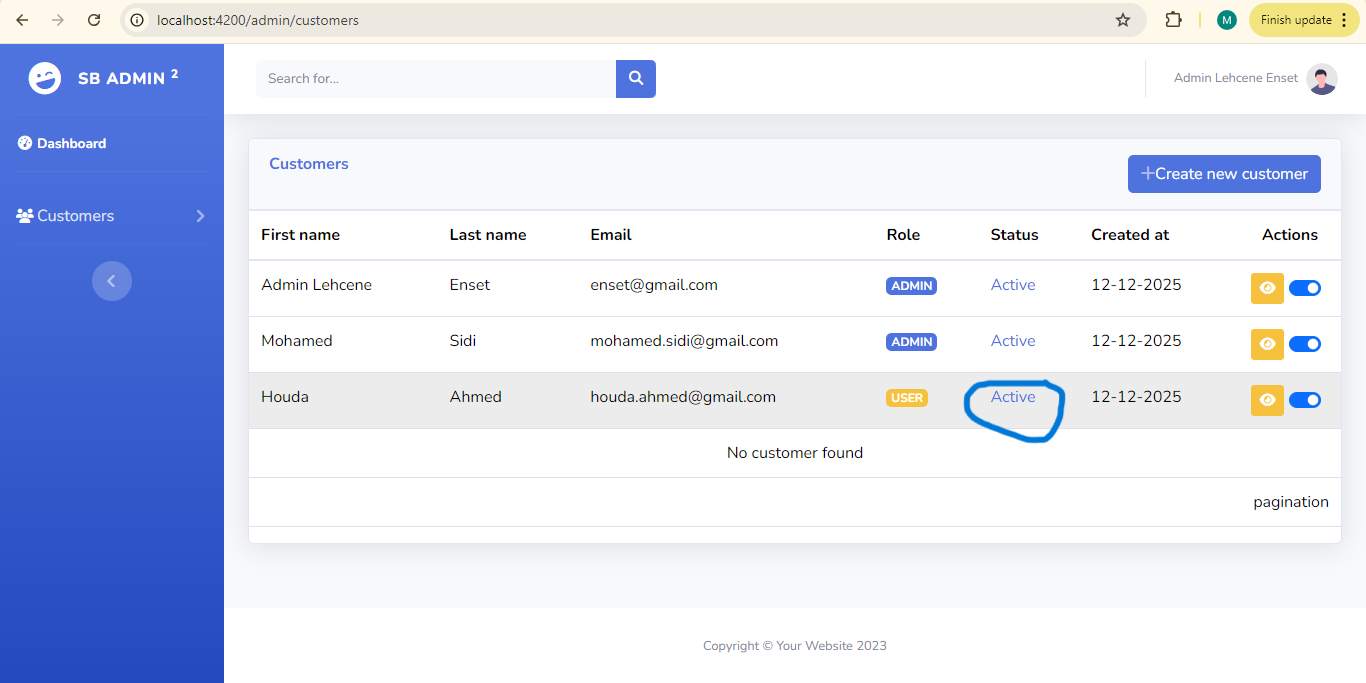 localhost:4200/admin/customers
M
Finish update
SB ADMIN 2
Search for...
Admin Lehcene Enset
Dashboard
Customers
Customers
+Create new customer
First name Last name Email Role Status Created at Actions
Admin Lehcene Enset enset@gmail.com ADMIN Active 12-12-2025
Mohamed Sidi mohamed.sidi@gmail.com ADMIN Active 12-12-2025
Houda Ahmed houda.ahmed@gmail.com USER Active 12-12-2025
No customer found
pagination
Copyright © Your Website 2023